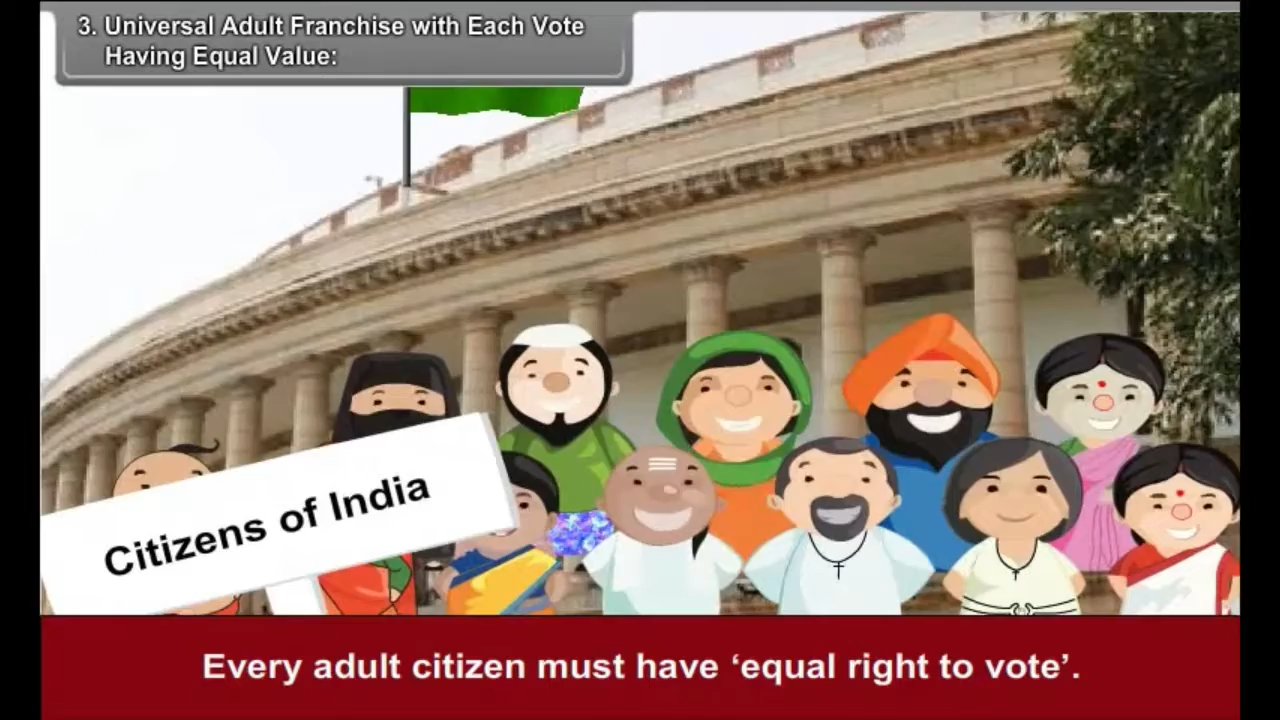 3. Universal Adult Franchise with Each Vote
Having Equal Value:
Citizens of India
Every adult citizen must have ‘equal right to vote’.